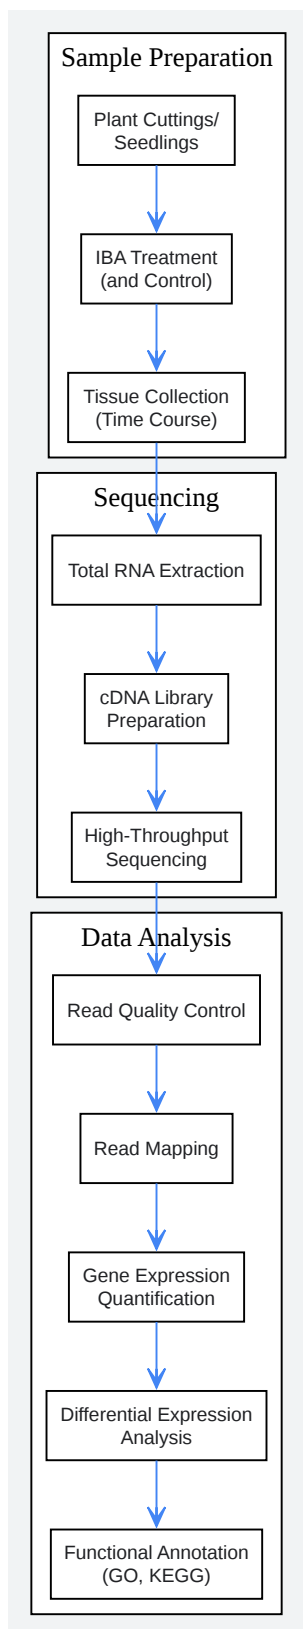 Sample Preparation
Plant Cuttings/
Seedlings
IBA Treatment
(and Control)
Tissue Collection
(Time Course)
Sequencing
Total RNA Extraction
cDNA Library
Preparation
High-Throughput
Sequencing
Data Analysis
Read Quality Control
Read Mapping
Gene Expression
Quantification
Differential Expression
Analysis
Functional Annotation
(GO, KEGG)